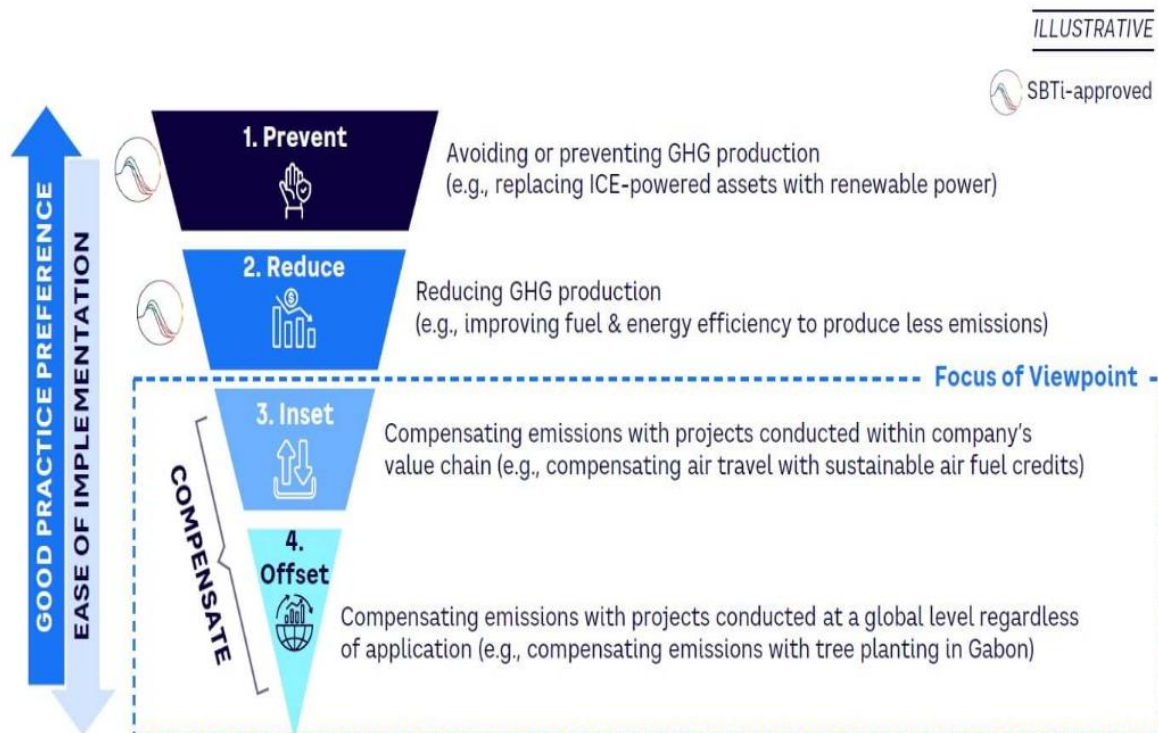 ILLUSTRATIVE
SBTi-approved
GOOD PRACTICE PREFERENCE
EASE OF IMPLEMENTATION
1. Prevent
Avoiding or preventing GHG production
(e.g., replacing ICE-powered assets with renewable power)
2. Reduce
$
Reducing GHG production
(e.g., improving fuel & energy efficiency to produce less emissions)
Focus of Viewpoint
COMPENSATE
3. Inset
Compensating emissions with projects conducted within company's
value chain (e.g., compensating air travel with sustainable air fuel credits)
4.
Offset
Compensating emissions with projects conducted at a global level regardless
of application (e.g., compensating emissions with tree planting in Gabon)